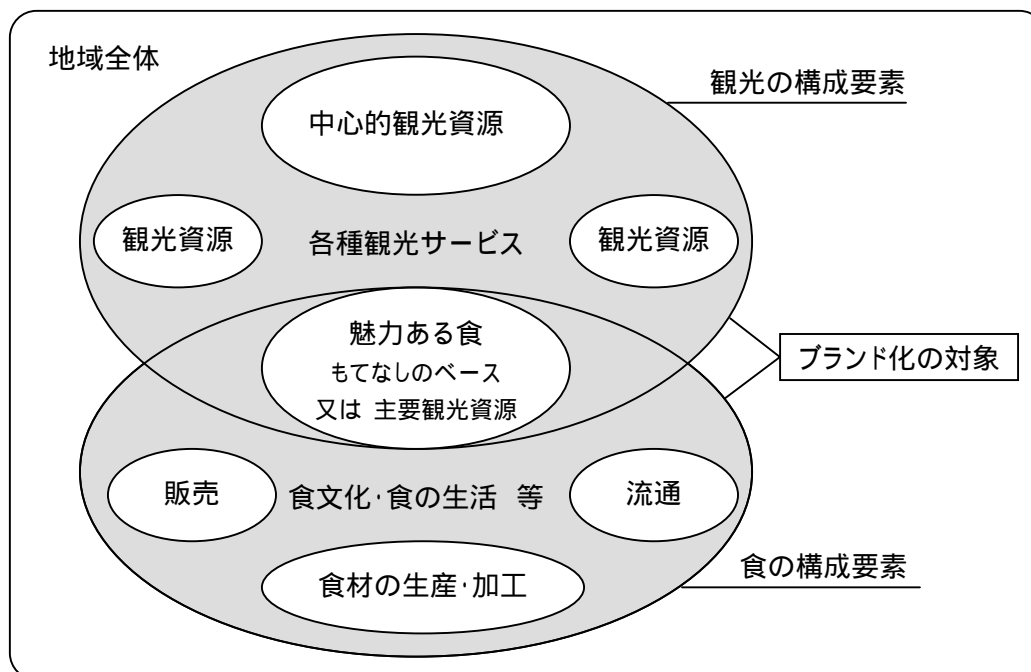 地域全体
観光の構成要素
中心的観光資源
観光資源
各種観光サービス
観光資源
魅力ある食
もてなしのベース
又は 主要観光資源
ブランド化の対象
販売
食文化・食の生活 等
流通
食材の生産・加工
食の構成要素